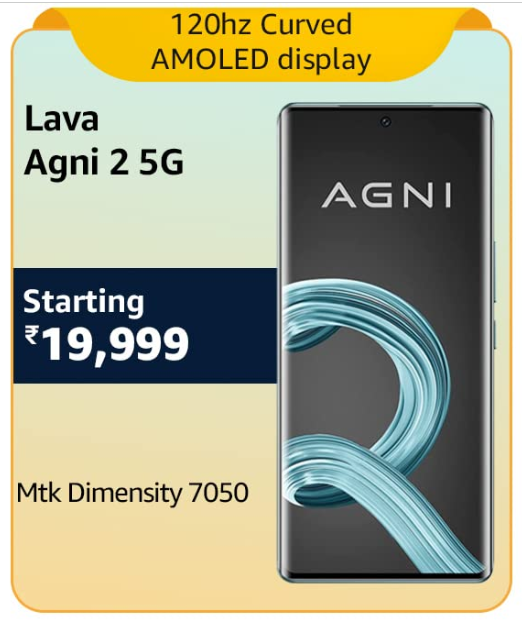 120hz Curved
AMOLED display
Lava
Agni 2 5G
AGNI
Starting
₹19,999
Mtk Dimensity 7050